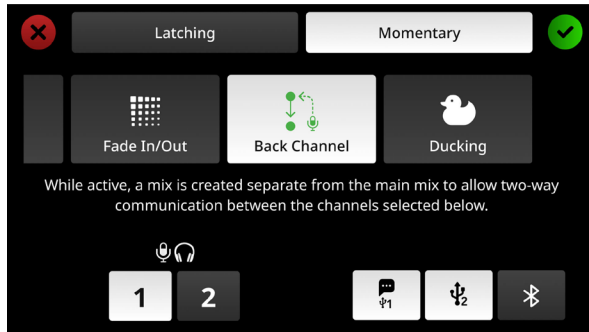 Latching Momentary
Fade In/Out Back Channel Ducking
While active, a mix is created separate from the main mix to allow two-way
communication between the channels selected below.
1 2 1 2